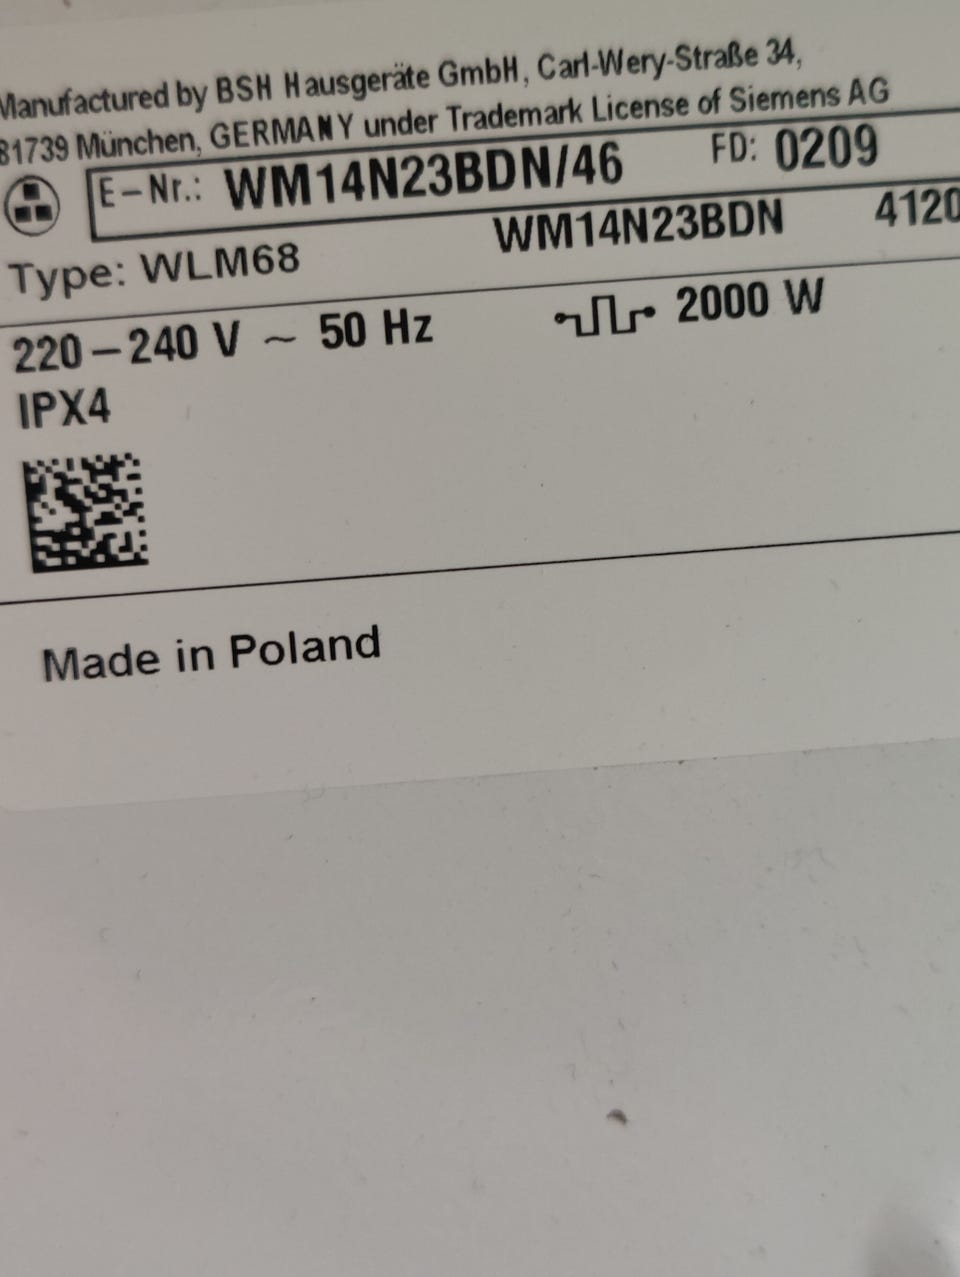 Manufactured by BSH Hausgeräte GmbH, Carl-Wery-Straße 34,
81739 München, GERMANY under Trademark License of Siemens AG
E-Nr.: WM14N23BDN/46 FD: 0209
Type: WLM68 WM14N23BDN 4120
220-240 V ~ 50 Hz 2000 W
IPX4
Made in Poland